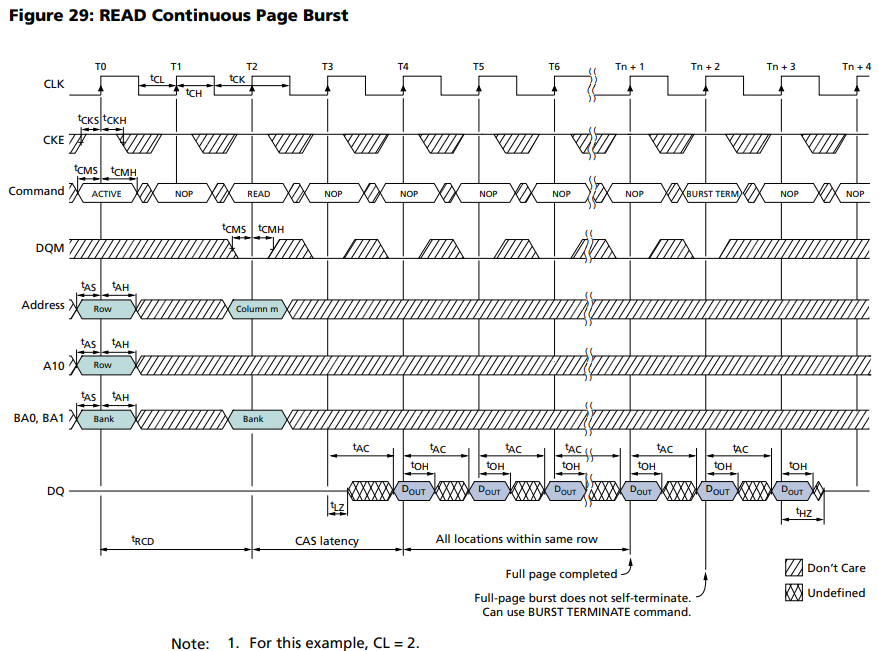 Figure 29: READ Continuous Page Burst
T0 T1 T2 T3 T4 T5 T6 Tn + 1 Tn + 2 Tn + 3 Tn + 4
CLK tCL tCK
tCH
tCKS tCKH
CKE
tCMS tCMH
Command ACTIVE NOP READ NOP NOP NOP NOP NOP BURST TERM NOP NOP
tCMS tCMH
DQM
tAS tAH
Address Row Column m
tAS tAH
A10 Row
tAS tAH
BA0, BA1 Bank Bank
tAC tAC tAC tAC tAC tAC
tOH tOH tOH tOH tOH tOH
DQ DOUT DOUT DOUT DOUT DOUT DOUT
tLZ tHZ
tRCD CAS latency All locations within same row
Full page completed
Don't Care
Full-page burst does not self-terminate.
Undefined
Can use BURST TERMINATE command.
Note: 1. For this example, CL = 2.